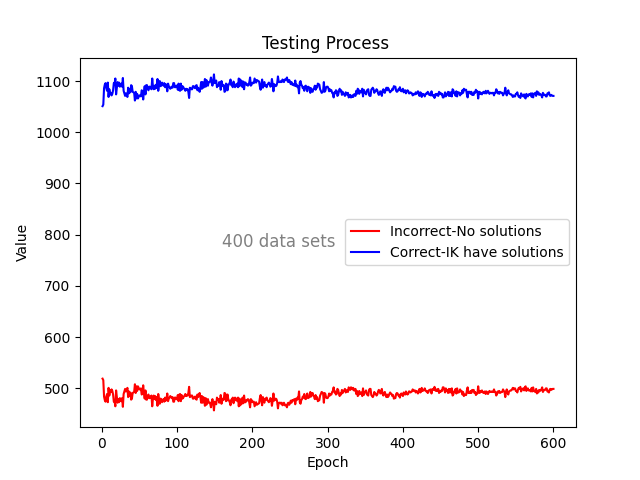 Testing Process
Value
1100
1000
900
800
700
600
500
400 data sets
Incorrect-No solutions
Correct-IK have solutions
0 100 200 300 400 500 600
Epoch